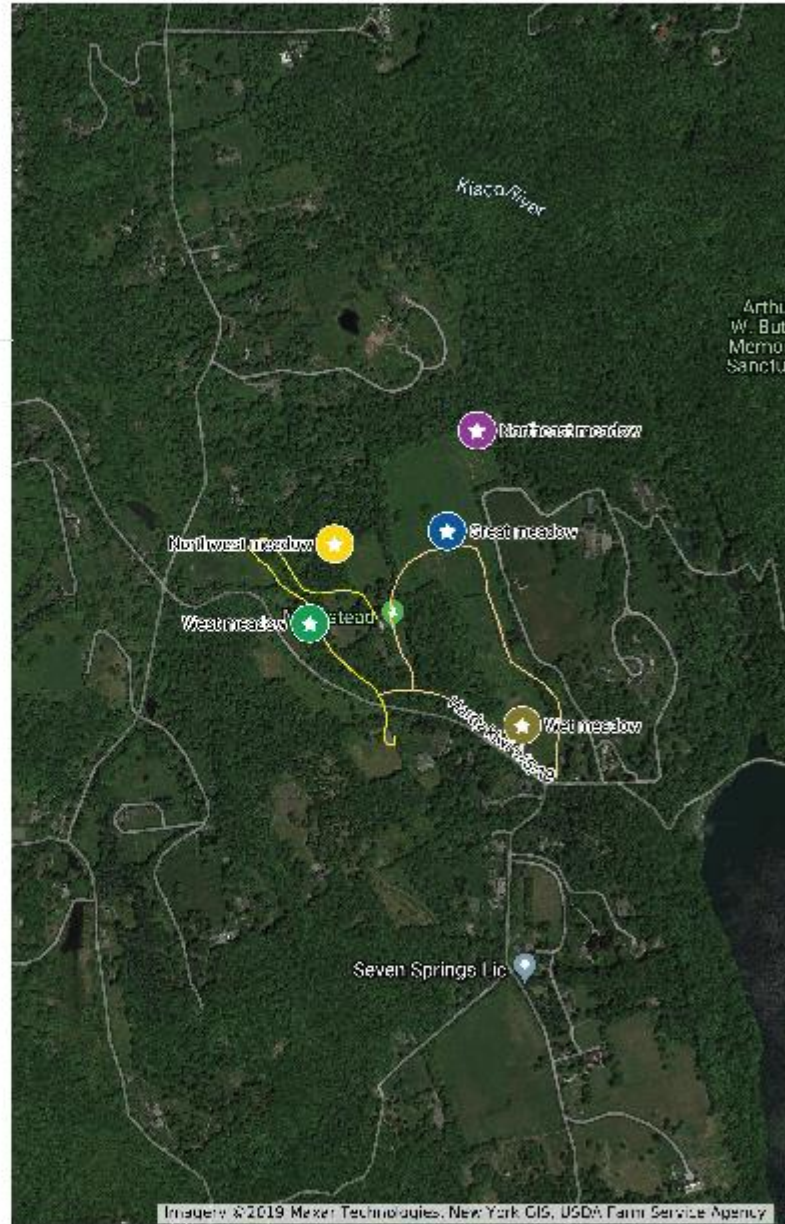 Kisco River
Arthu
W. But
Memo
Sanctu
Northeast meadow
Great meadow
Northwest meadow
West meadow
stead
Wet meadow
Seven Springs Llc
Imagery ©2019 Maxar Technologies, New York GIS, USDA Farm Service Agency